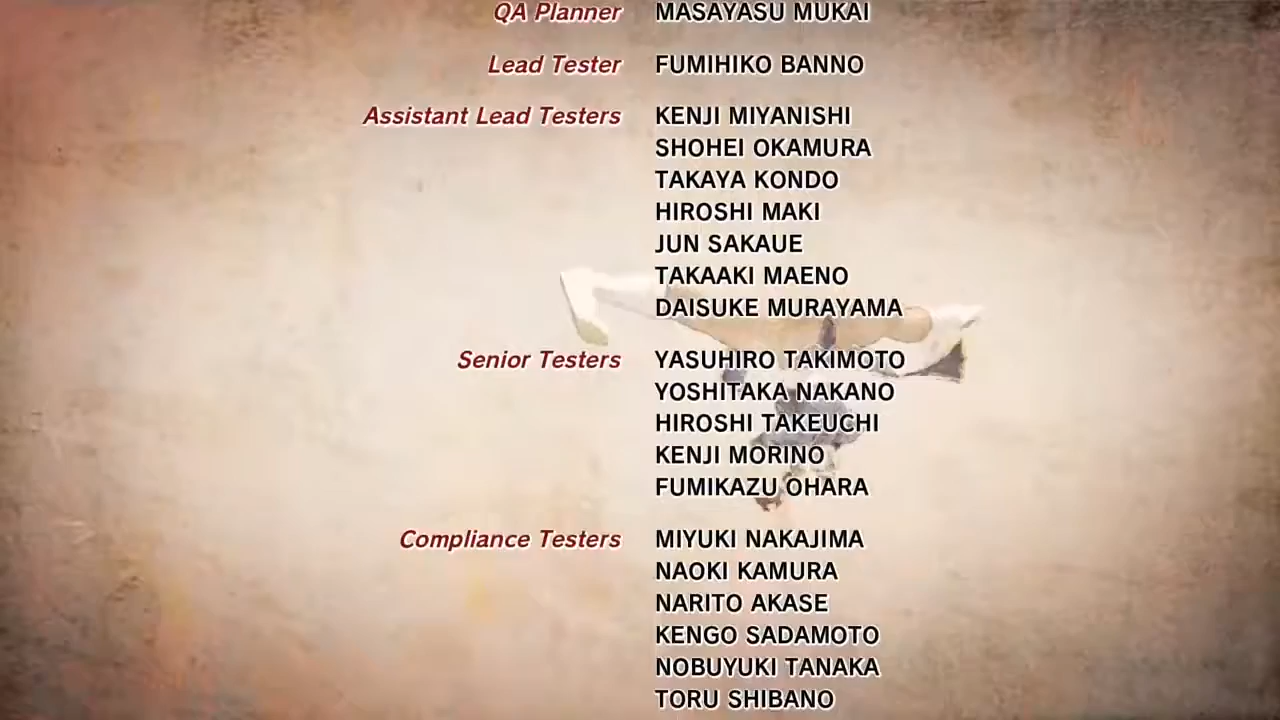 QA Planner MASAYASU MUKAI
Lead Tester FUMIHIKO BANNO
Assistant Lead Testers KENJI MIYANISHI
SHOHEI OKAMURA
TAKAYA KONDO
HIROSHI MAKI
JUN SAKAUE
TAKAAKI MAENO
DAISUKE MURAYAMA
Senior Testers YASUHIRO TAKIMOTO
YOSHITAKA NAKANO
HIROSHI TAKEUCHI
KENJI MORINO
FUMIKAZU OHARA
Compliance Testers MIYUKI NAKAJIMA
NAOKI KAMURA
NARITO AKASE
KENGO SADAMOTO
NOBUYUKI TANAKA
TORU SHIBANO